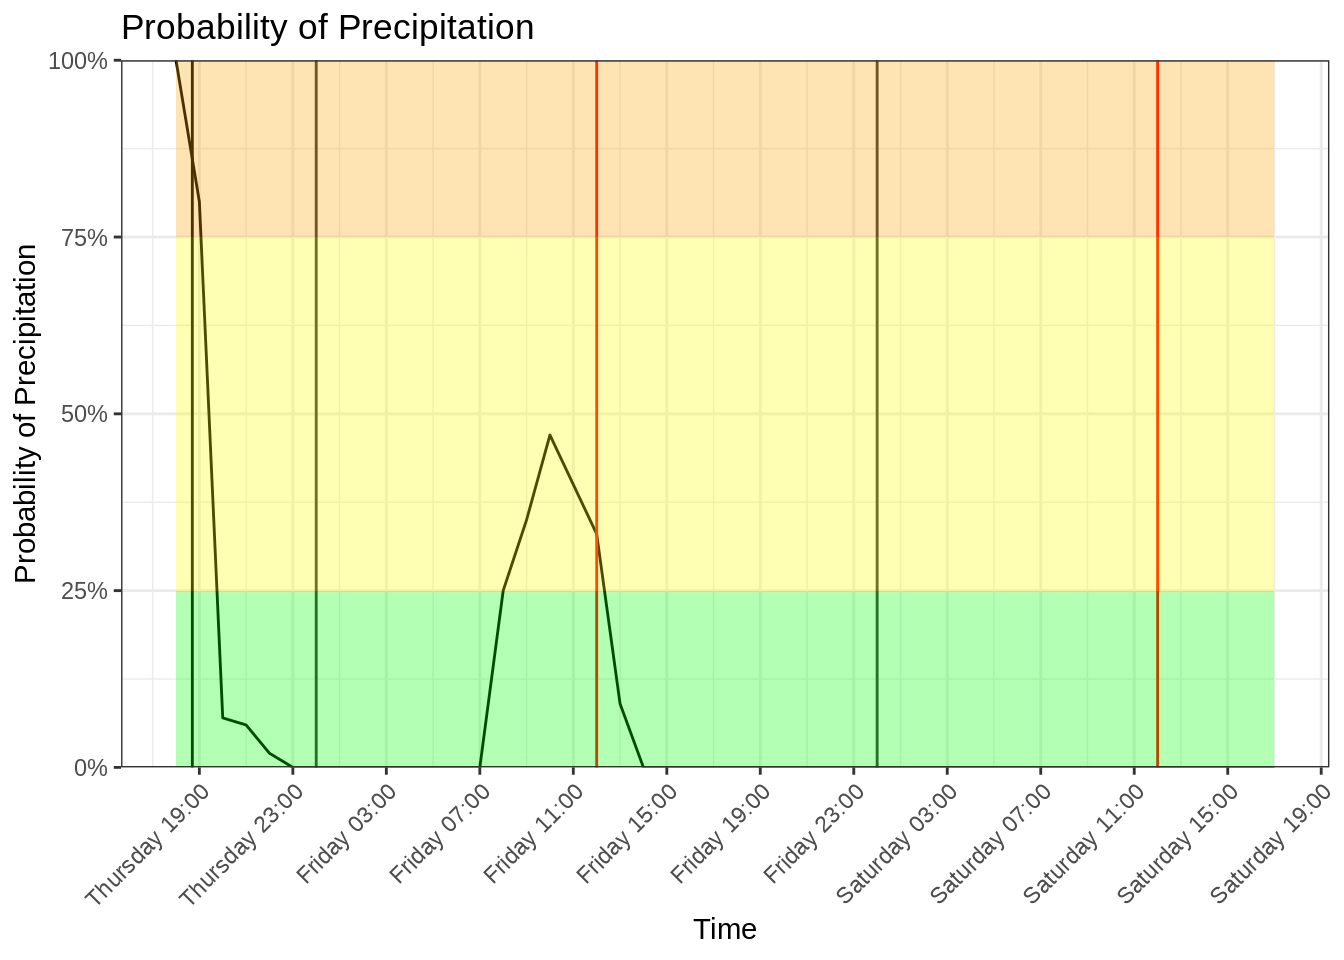 Probability of Precipitation
Probability of Precipitation
100%
75%
50%
25%
0%
Thursday 19:00
Thursday 23:00
Friday 03:00
Friday 07:00
Friday 11:00
Friday 15:00
Friday 19:00
Friday 23:00
Saturday 03:00
Saturday 07:00
Saturday 11:00
Saturday 15:00
Saturday 19:00
Time